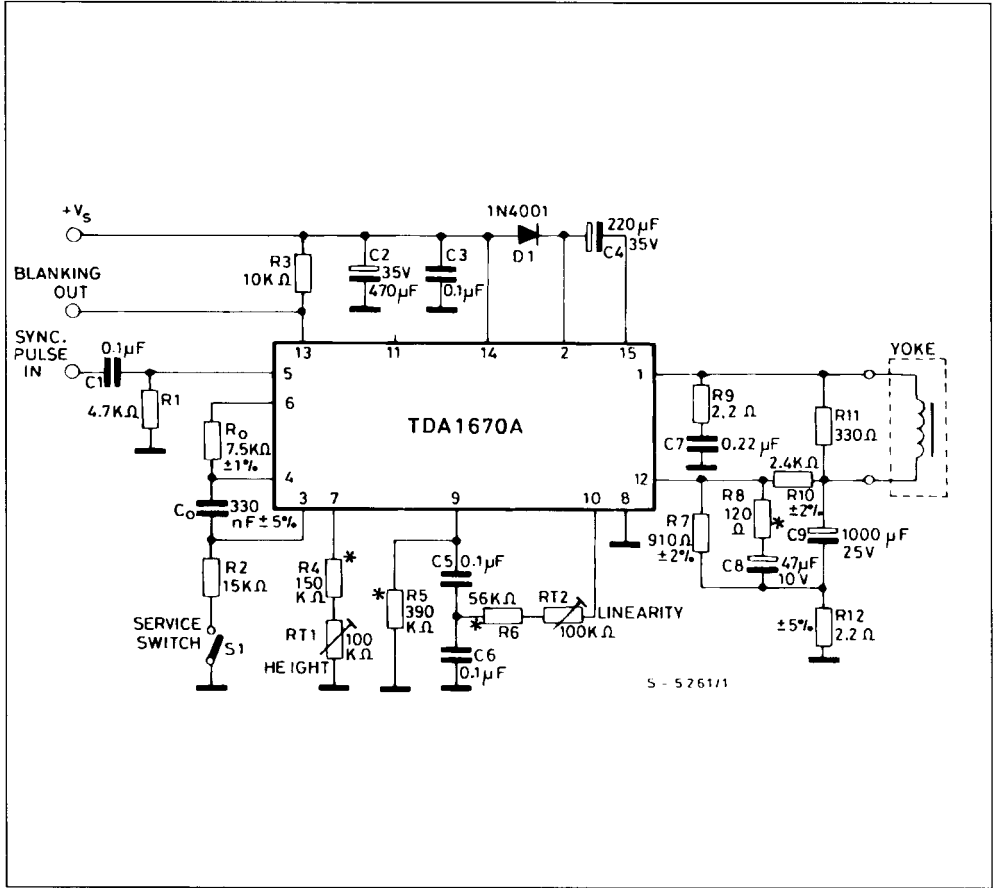 +Vs
1N4001
220µF
35V
C4
D1
R3
10KΩ
C2
35V
470µF
C3
0.1µF
BLANKING
OUT
SYNC.
PULSE
IN
0.1µF
C1
4.7KΩ
R1
13
11
14
2
15
5
6
4
3
7
9
10
8
1
12
TDA1670A
Ro
7.5KΩ
±1%
Co
330
nF ±5%
R2
15KΩ
SERVICE
SWITCH
S1
R4
150
KΩ
*
RT1
100
KΩ
HEIGHT
*
R5
390
KΩ
C5
0.1µF
56KΩ
*
R6
RT2
100KΩ
LINEARITY
C6
0.1µF
YOKE
R9
2,2 Ω
C7
0.22µF
R11
330Ω
2.4KΩ
R10
±2%
R8
120
Ω
*
R7
910Ω
±2%
C8
47µF
10V
C9
1000 µF
25V
±5%
R12
2.2Ω
S - 5261/1